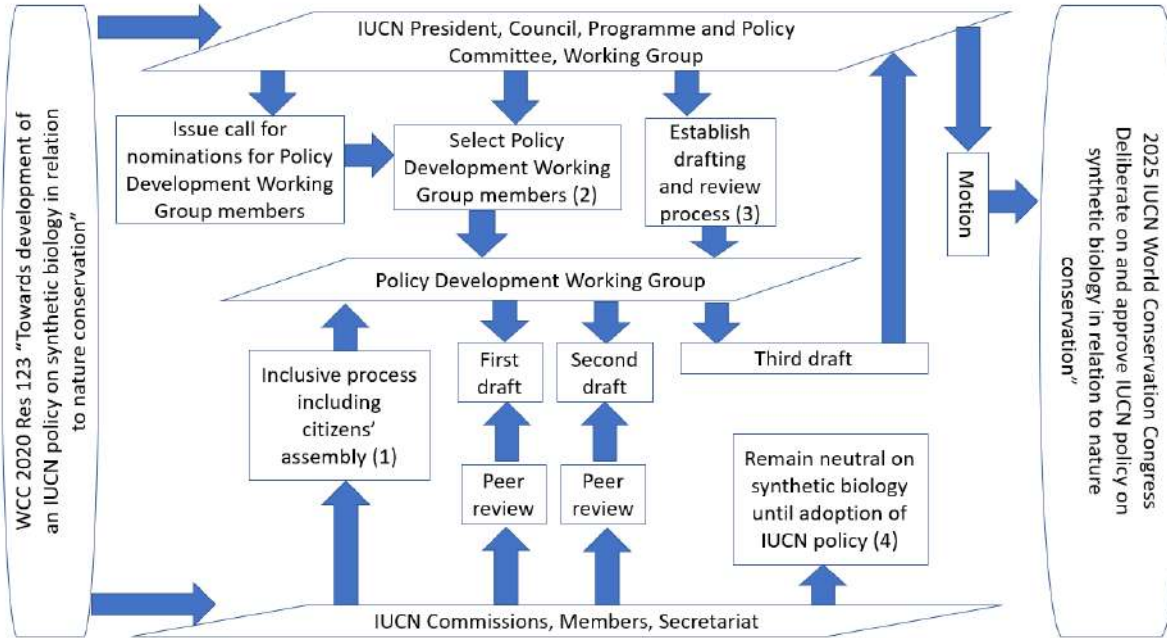 WCC 2020 Res 123 “Towards development of
an IUCN policy on synthetic biology in relation
to nature conservation”
IUCN President, Council, Programme and Policy
Committee, Working Group
Issue call for
nominations for Policy
Development Working
Group members
Select Policy
Development Working
Group members (2)
Establish
drafting
and review
process (3)
Motion
Policy Development Working Group
Inclusive process
including
citizens’
assembly (1)
First
draft
Second
draft
Third draft
Peer
review
Peer
review
Remain neutral on
synthetic biology
until adoption of
IUCN policy (4)
IUCN Commissions, Members, Secretariat
2025 IUCN World Conservation Congress
Deliberate on and approve IUCN policy on
synthetic biology in relation to nature
conservation”